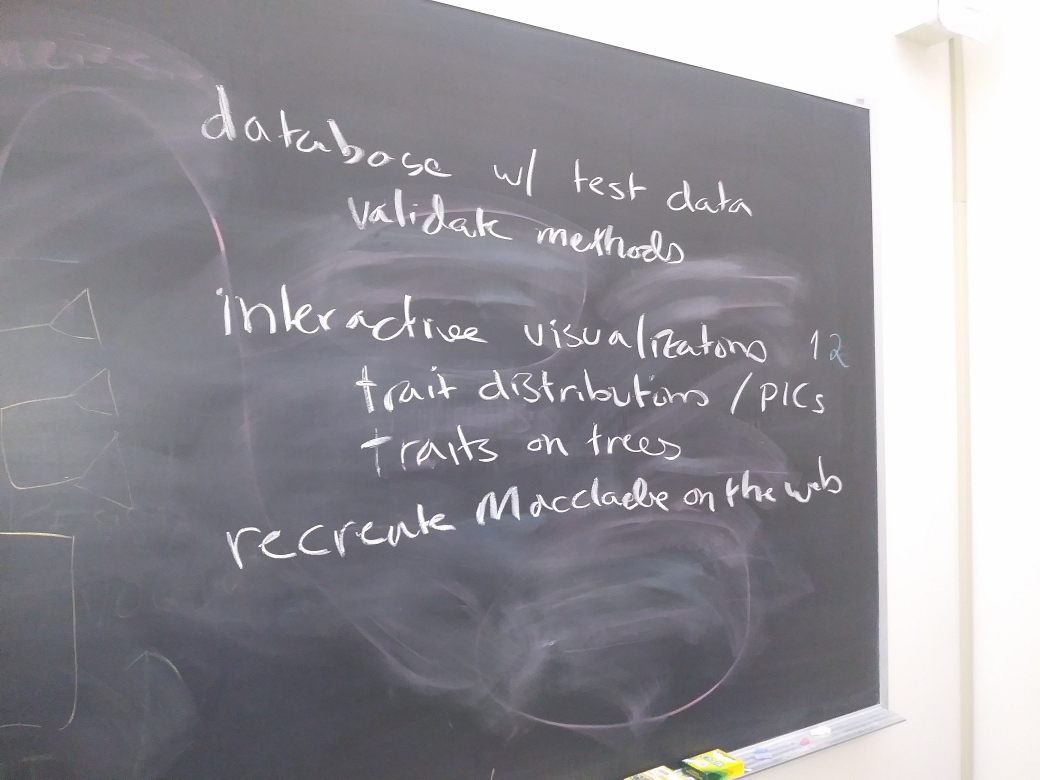 database w/ test data
validate methods
interactive visualizations 12
trait distributions / PICs
traits on trees
recreate Macclade on the web